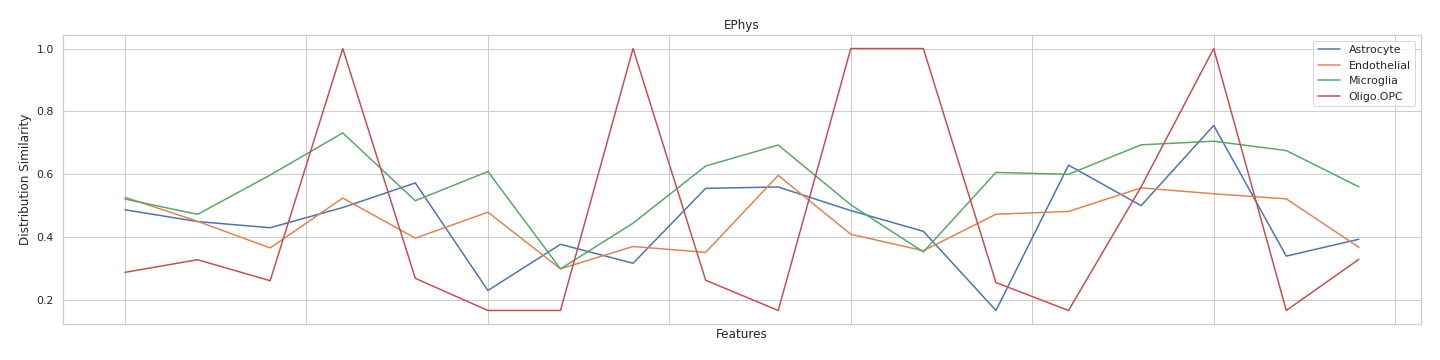 EPhys
Distribution Similarity
1.0
0.8
0.6
0.4
0.2
Astrocyte
Endothelial
Microglia
Oligo.OPC
Features